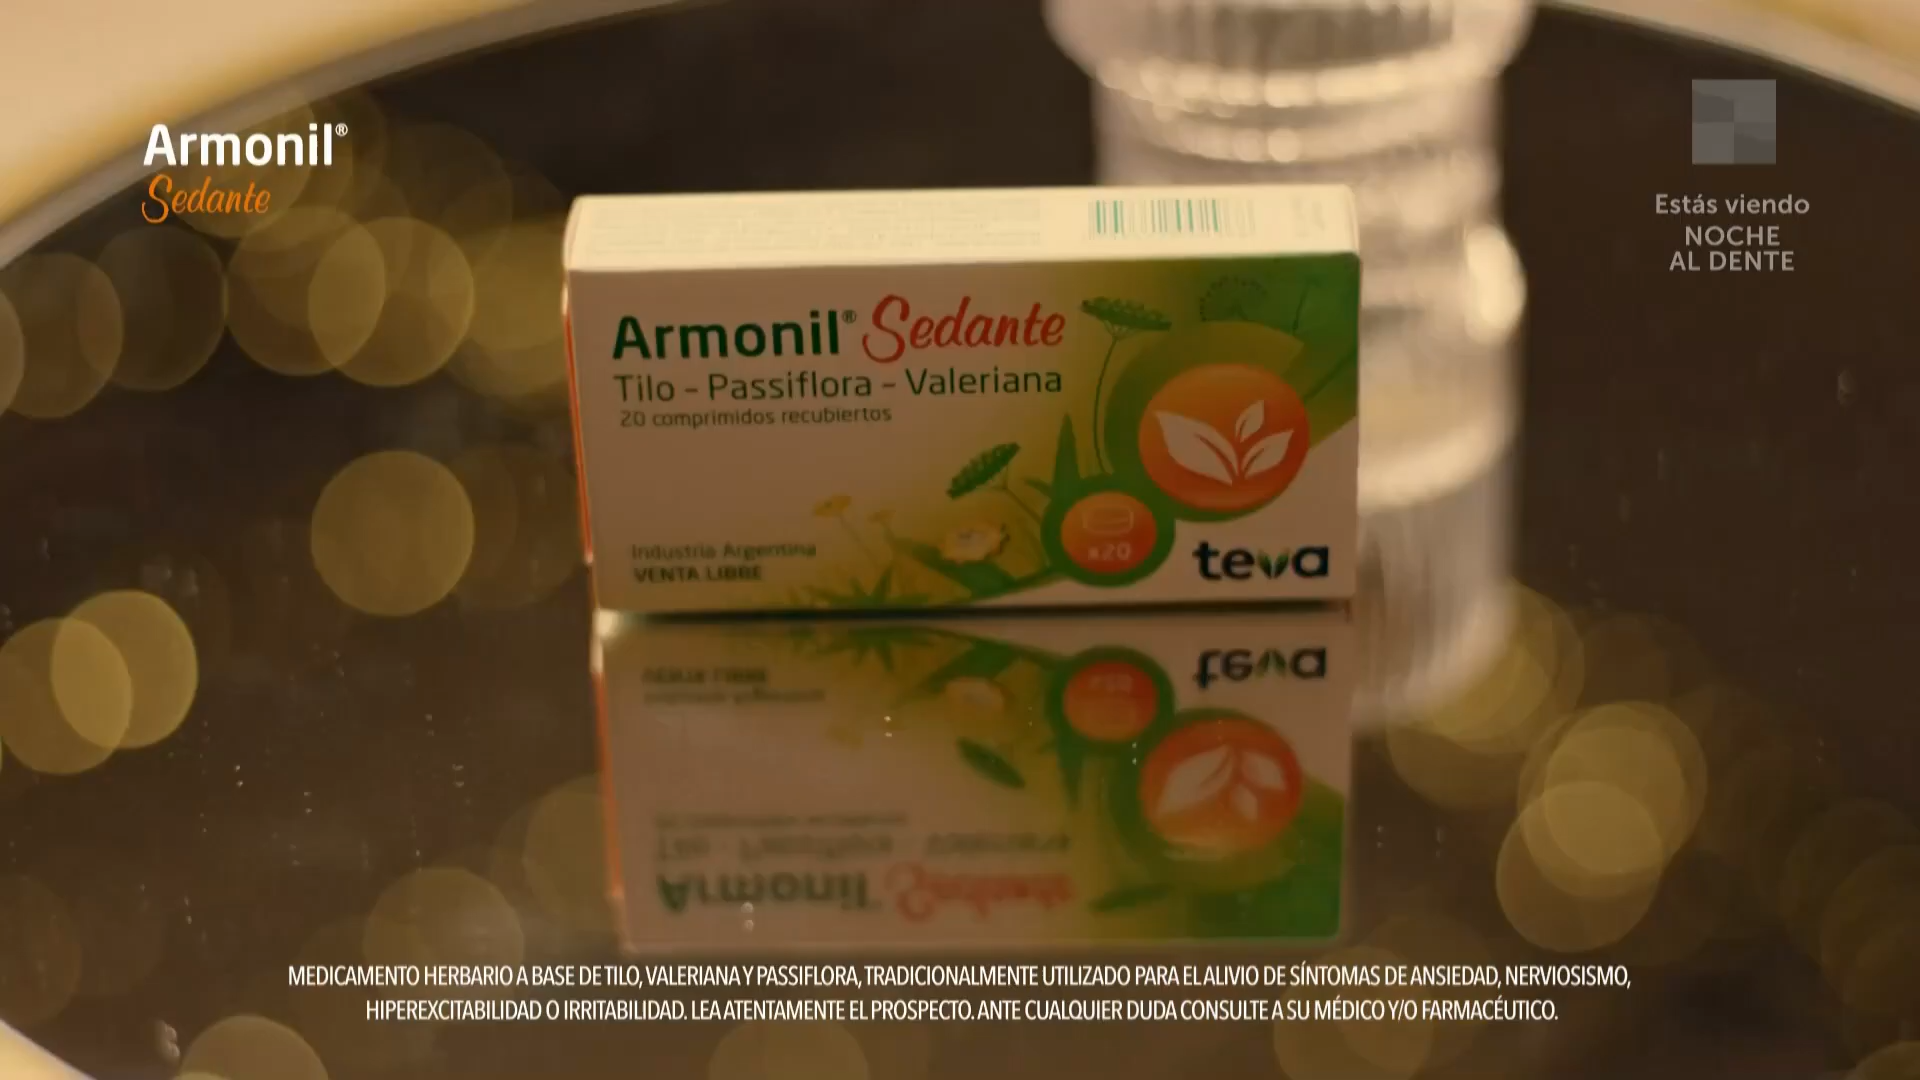 Armonil®
Sedante
Estás viendo
NOCHE
AL DENTE
Armonil® Sedante
Tilo - Passiflora - Valeriana
20 comprimidos recubiertos
x20
Industria Argentina
VENTA LIBRE
teva
MEDICAMENTO HERBARIO A BASE DE TILO, VALERIANA Y PASSIFLORA, TRADICIONALMENTE UTILIZADO PARA EL ALIVIO DE SÍNTOMAS DE ANSIEDAD, NERVIOSISMO,
HIPEREXCITABILIDAD O IRRITABILIDAD. LEA ATENTAMENTE EL PROSPECTO. ANTE CUALQUIER DUDA CONSULTE A SU MÉDICO Y/O FARMACÉUTICO.